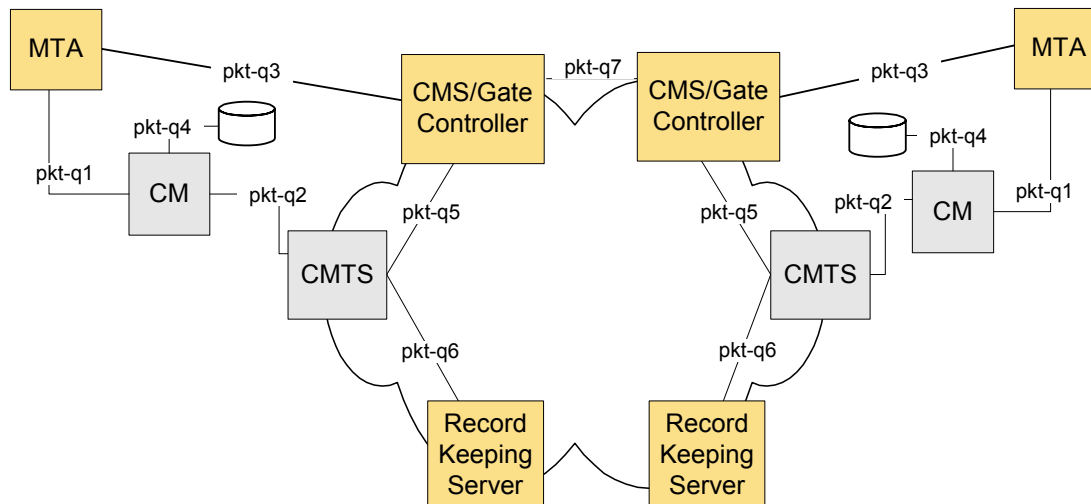 MTA
MTA
pkt-q3
pkt-q7
pkt-q3
CMS/Gate
Controller
CMS/Gate
Controller
pkt-q4
pkt-q4
pkt-q1
CM
pkt-q2
pkt-q5
pkt-q5
pkt-q2
CM
pkt-q1
CMTS
CMTS
pkt-q6
pkt-q6
Record
Keeping
Server
Record
Keeping
Server